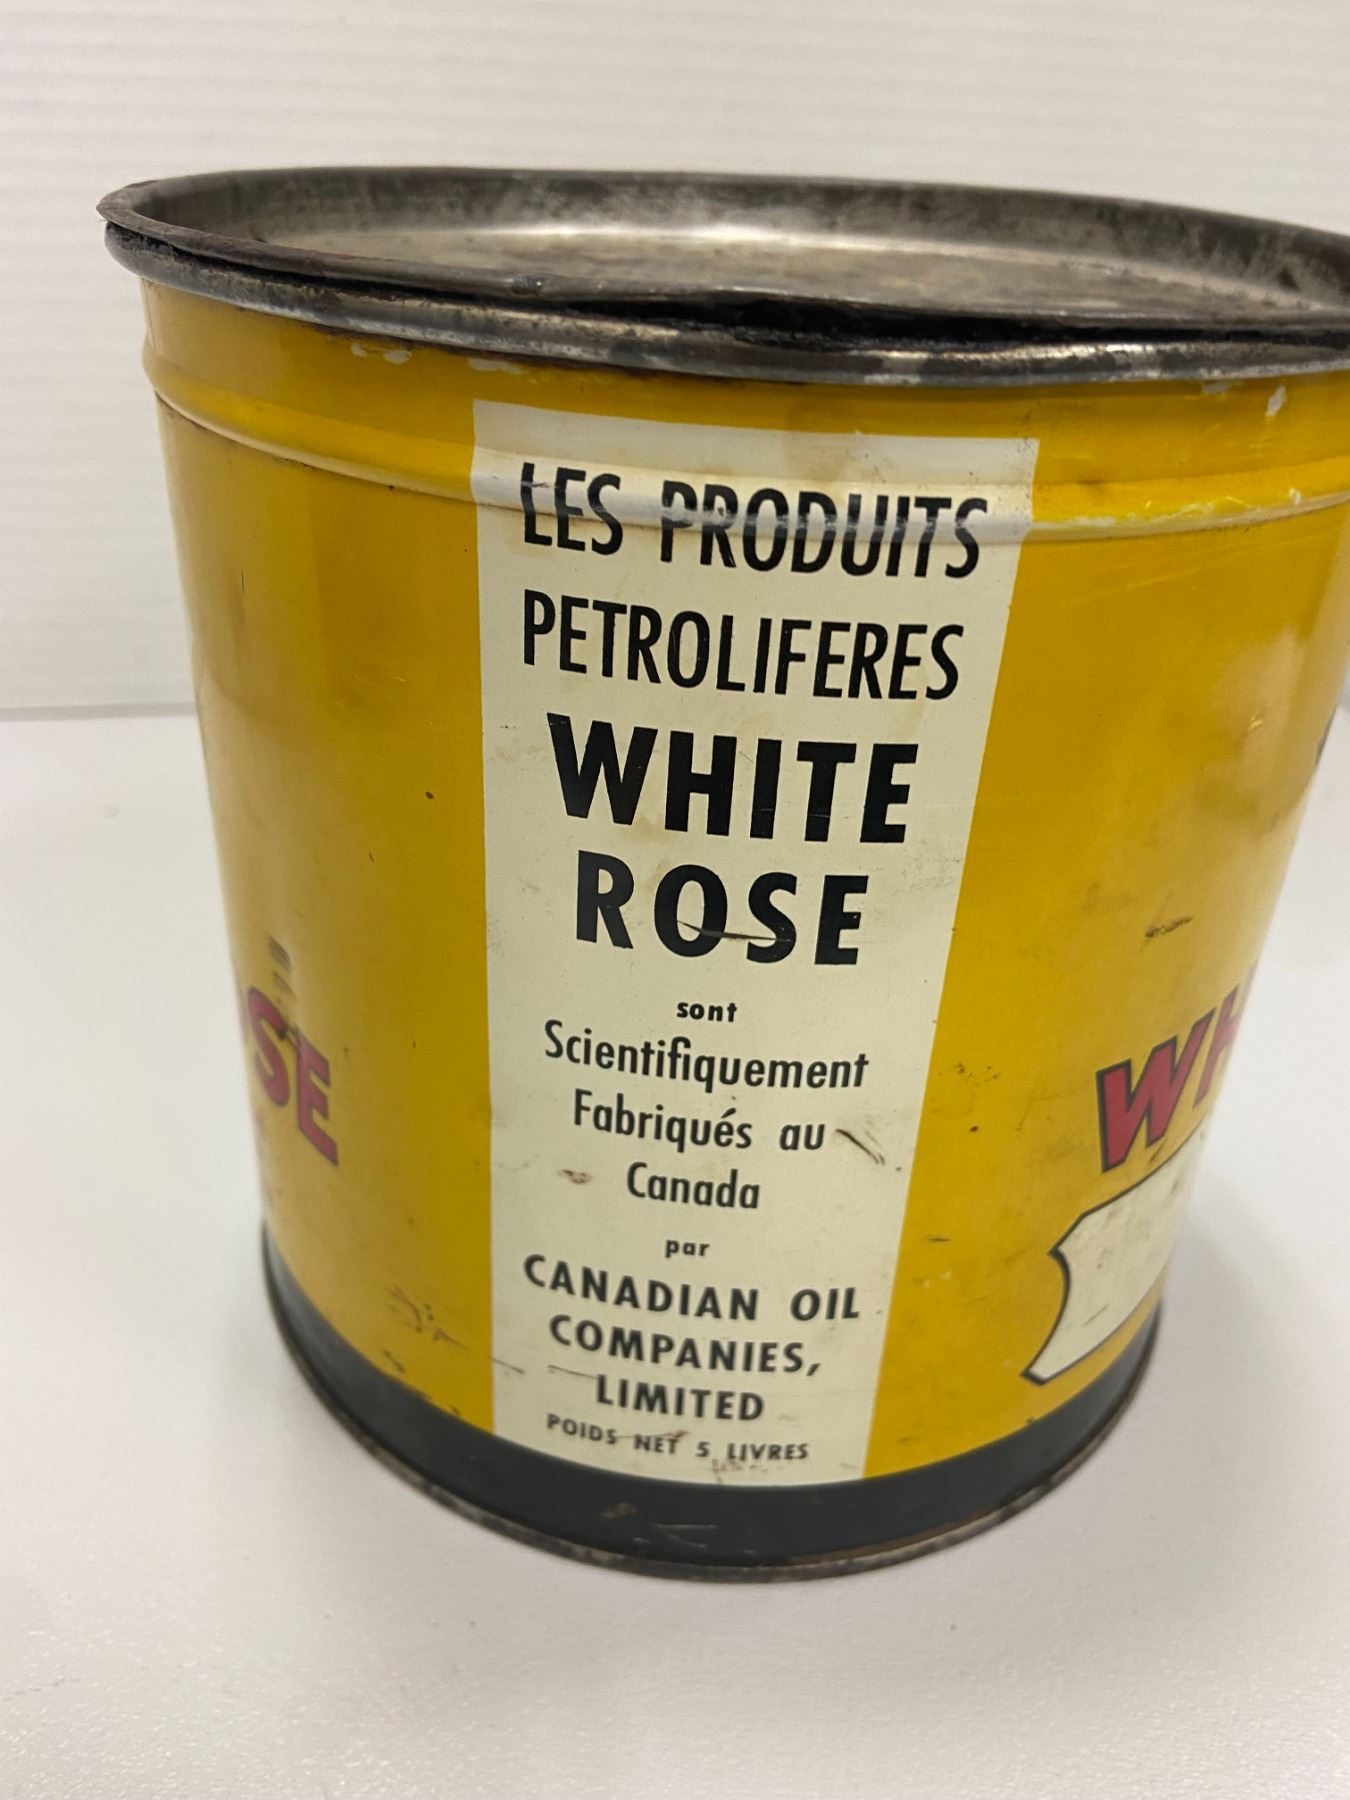 LES PRODUITS
PETROLIFERES
WHITE
ROSE
sont
Scientifiquement
Fabriqués au
Canada
par
CANADIAN OIL
COMPANIES,
LIMITED
POIDS NET 5 LIVRES